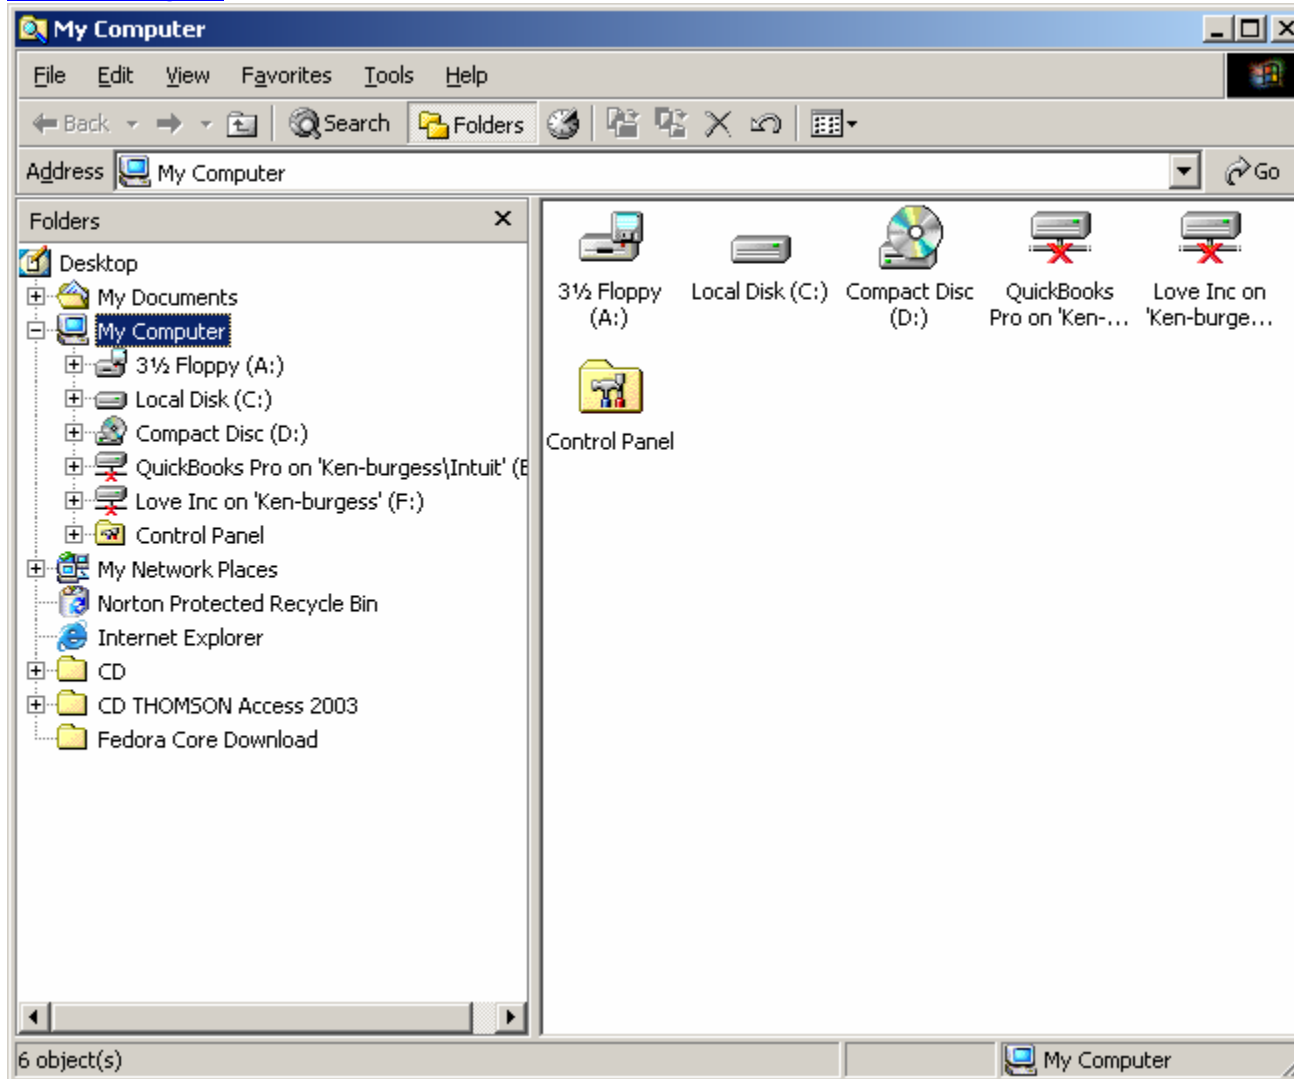 My Computer
File Edit View Favorites Tools Help
Back Search Folders
Address My Computer Go
Folders
Desktop
My Documents
My Computer
3½ Floppy (A:)
Local Disk (C:)
Compact Disc (D:)
QuickBooks Pro on 'Ken-burgess\Intuit' (E
Love Inc on 'Ken-burgess' (F:)
Control Panel
My Network Places
Norton Protected Recycle Bin
Internet Explorer
CD
CD THOMSON Access 2003
Fedora Core Download
3½ Floppy
(A:)
Local Disk (C:)
Compact Disc
(D:)
QuickBooks
Pro on 'Ken-...
Love Inc on
'Ken-burge...
Control Panel
6 object(s)
My Computer